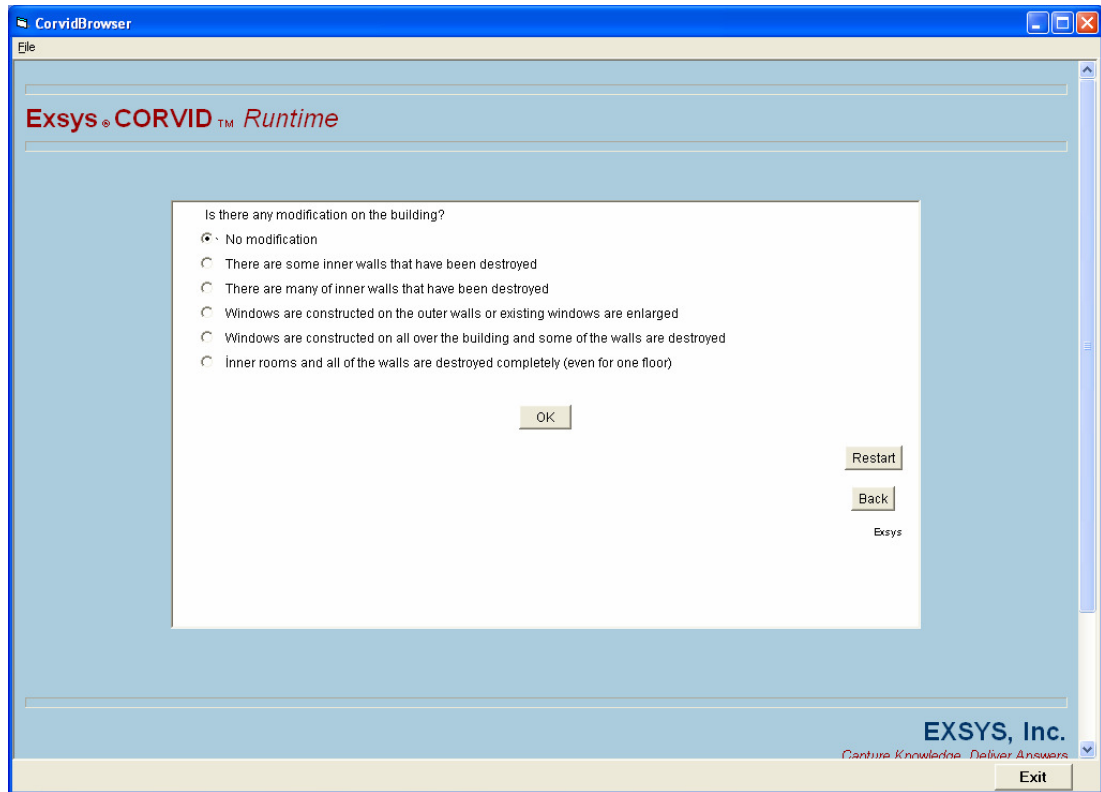 CorvidBrowser
File
Exsys ® CORVID TM Runtime
Is there any modification on the building?
No modification
There are some inner walls that have been destroyed
There are many of inner walls that have been destroyed
Windows are constructed on the outer walls or existing windows are enlarged
Windows are constructed on all over the building and some of the walls are destroyed
İnner rooms and all of the walls are destroyed completely (even for one floor)
OK
Restart
Back
Exsys
EXSYS, Inc.
Capture Knowledge Deliver Answers
Exit